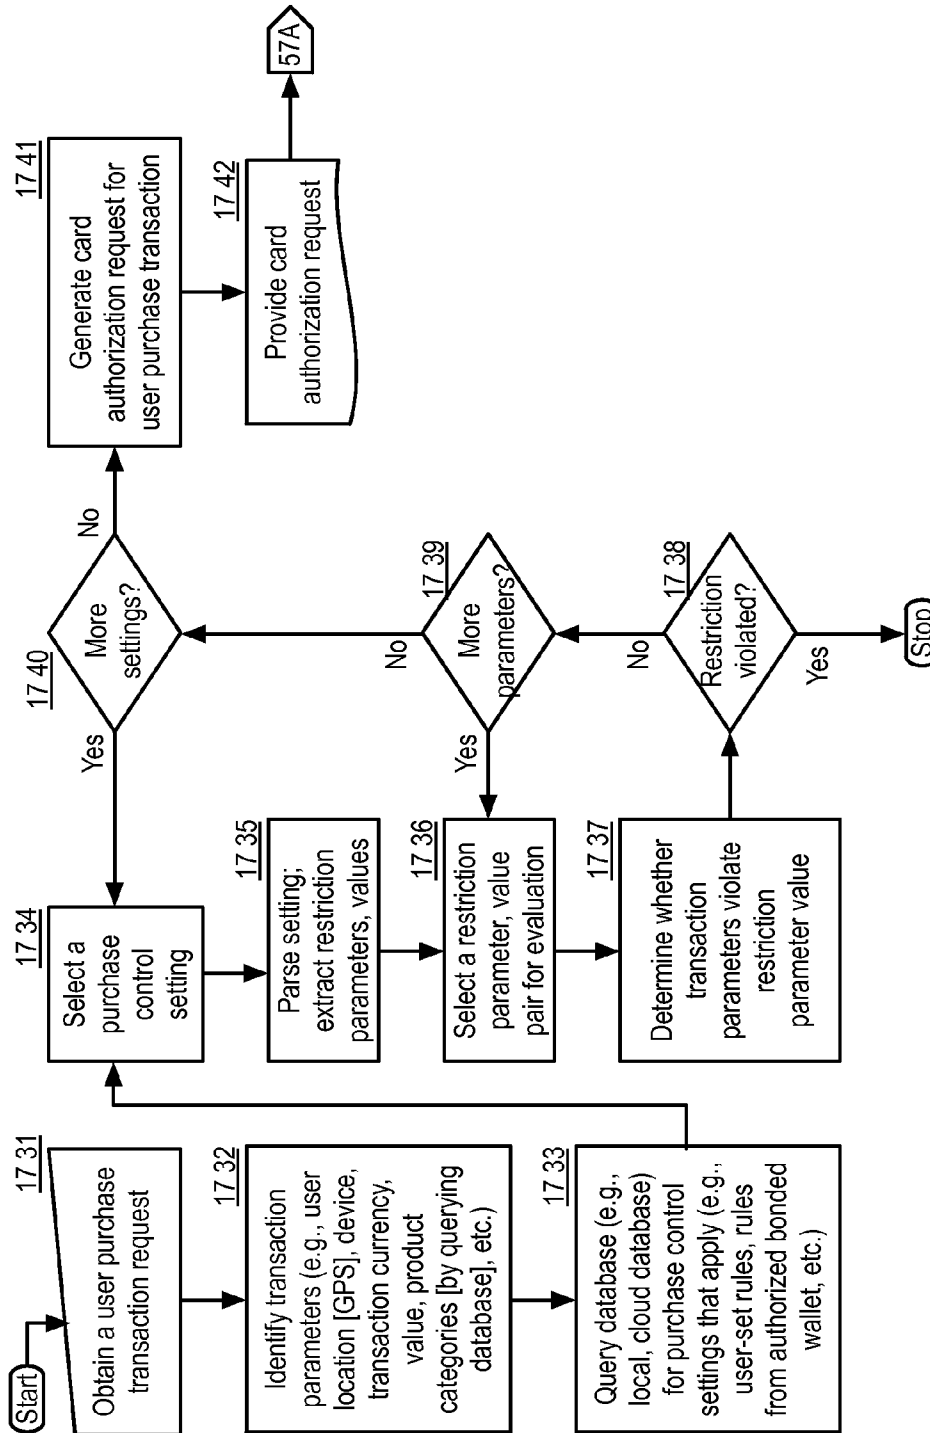 Start
17 31
Obtain a user purchase
transaction request
17 32
Identify transaction
parameters (e.g., user
location [GPS], device,
transaction currency,
value, product
categories [by querying
database], etc.)
17 33
Query database (e.g.,
local, cloud database)
for purchase control
settings that apply (e.g.,
user-set rules, rules
from authorized bonded
wallet, etc.)
17 34
Select a
purchase
control
setting
17 35
Parse setting;
extract restriction
parameters, values
17 36
Select a restriction
parameter, value
pair for evaluation
17 37
Determine whether
transaction
parameters violate
restriction
parameter value
17 38
Restriction
violated?
Yes
Stop
No
17 39
More
parameters?
Yes
No
17 40
More
settings?
Yes
No
17 41
Generate card
authorization request for
user purchase transaction
17 42
Provide card
authorization request
57A